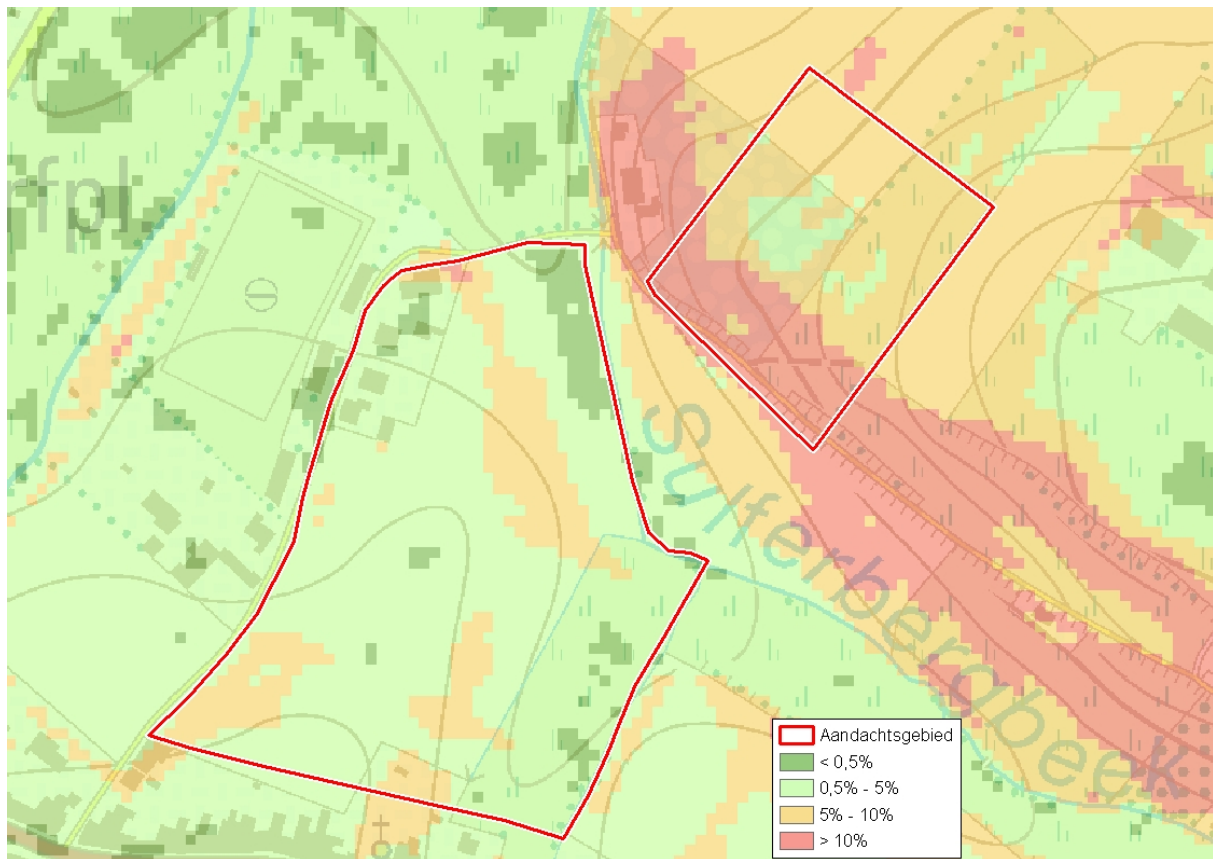 rfpl
Sulferbergbeek
Aandachtsgebied
< 0,5%
0,5% - 5%
5% - 10%
> 10%